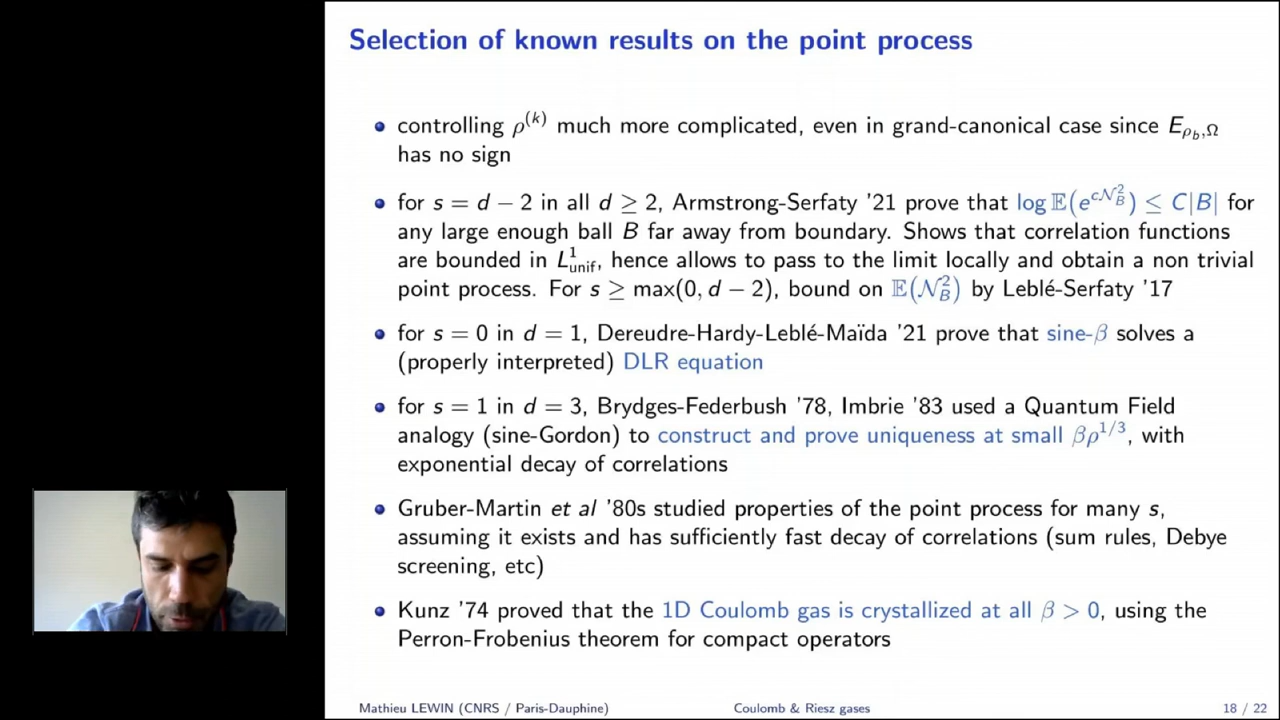 Selection of known results on the point process
• controlling ρ^(k) much more complicated, even in grand-canonical case since E_{ρ_b,Ω}
has no sign
• for s = d − 2 in all d ≥ 2, Armstrong-Serfaty '21 prove that log 𝔼(e^{c𝒩_B^2}) ≤ C|B| for
any large enough ball B far away from boundary. Shows that correlation functions
are bounded in L^1_unif, hence allows to pass to the limit locally and obtain a non trivial
point process. For s ≥ max(0, d − 2), bound on 𝔼(𝒩_B^2) by Leblé-Serfaty '17
• for s = 0 in d = 1, Dereudre-Hardy-Leblé-Maïda '21 prove that sine-β solves a
(properly interpreted) DLR equation
• for s = 1 in d = 3, Brydges-Federbush '78, Imbrie '83 used a Quantum Field
analogy (sine-Gordon) to construct and prove uniqueness at small βρ^{1/3}, with
exponential decay of correlations
• Gruber-Martin et al '80s studied properties of the point process for many s,
assuming it exists and has sufficiently fast decay of correlations (sum rules, Debye
screening, etc)
• Kunz '74 proved that the 1D Coulomb gas is crystallized at all β > 0, using the
Perron-Frobenius theorem for compact operators
Mathieu LEWIN (CNRS / Paris-Dauphine) Coulomb & Riesz gases 18 / 22